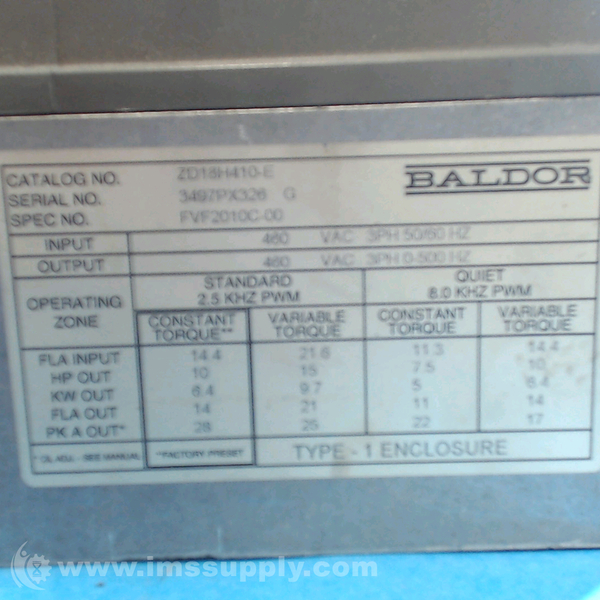 BALDOR
CATALOG NO. ZD18H410-E
SERIAL NO. 3497PX326 G
SPEC NO. FVF2010C-00
INPUT 460 VAC 3PH 50/60 HZ
OUTPUT 460 VAC 3PH 0-500 HZ
OPERATING ZONE
STANDARD 2.5 KHZ PWM
QUIET 8.0 KHZ PWM
CONSTANT TORQUE** VARIABLE TORQUE CONSTANT TORQUE VARIABLE TORQUE
FLA INPUT 14.4 21.6 11.3 14.4
HP OUT 10 15 7.5 10
KW OUT 6.4 9.7 5 6.4
FLA OUT 14 21 11 14
PK A OUT* 28 25 22 17
* OL ADJ. - SEE MANUAL **FACTORY PRESET TYPE - 1 ENCLOSURE
© www.imssupply.com